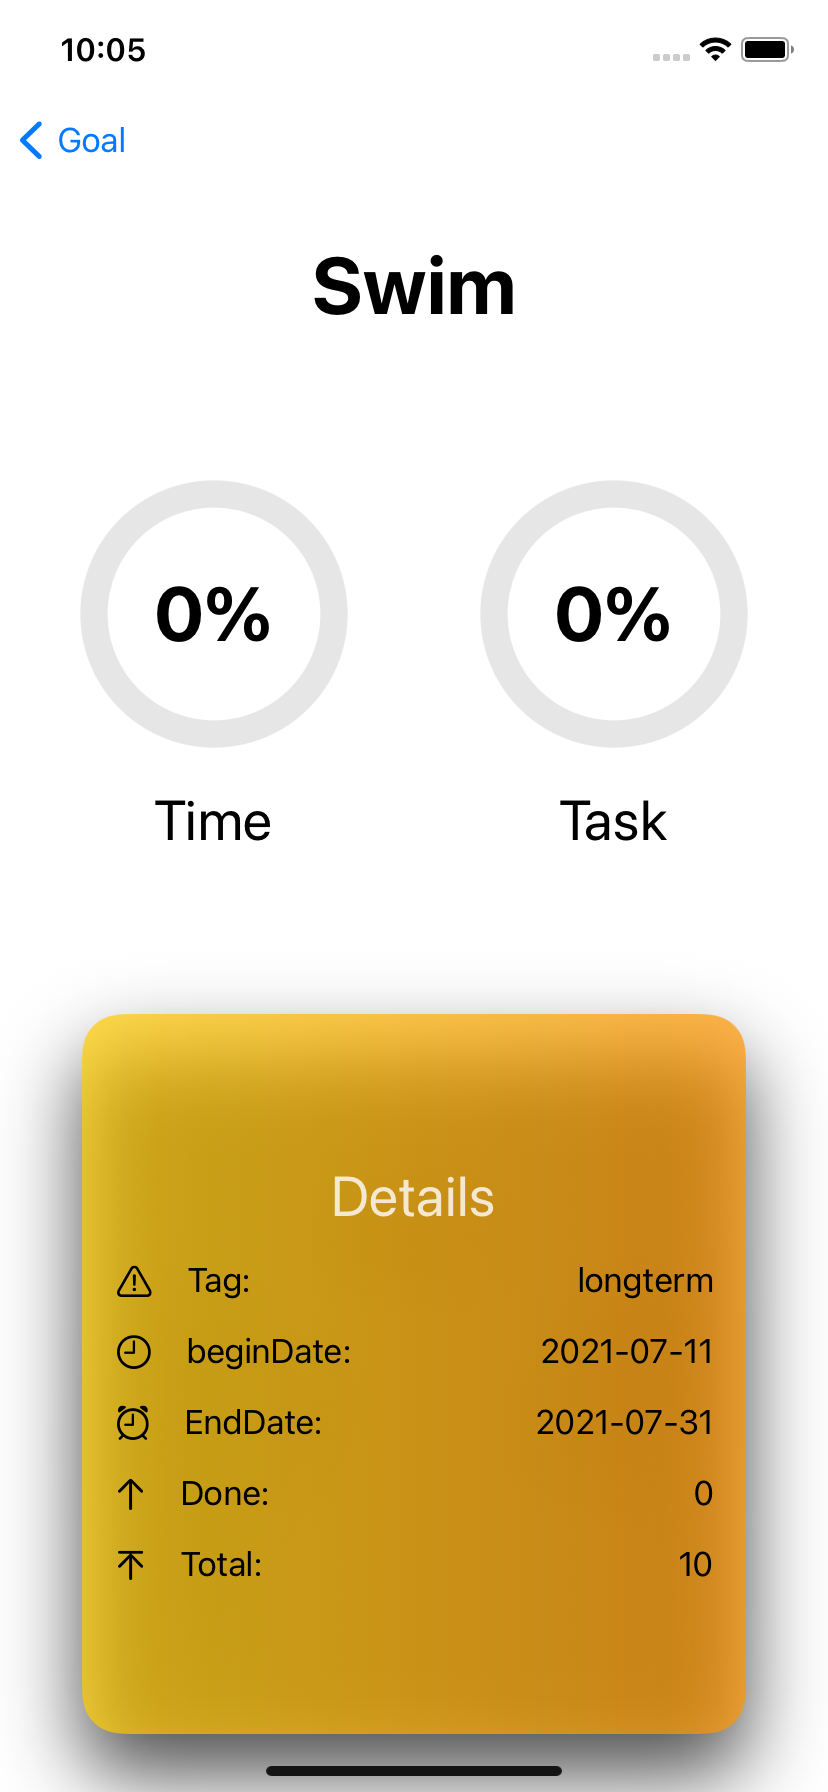 10:05
Goal
Swim
0% 0%
Time Task
Details
Tag: longterm
beginDate: 2021-07-11
EndDate: 2021-07-31
Done: 0
Total: 10